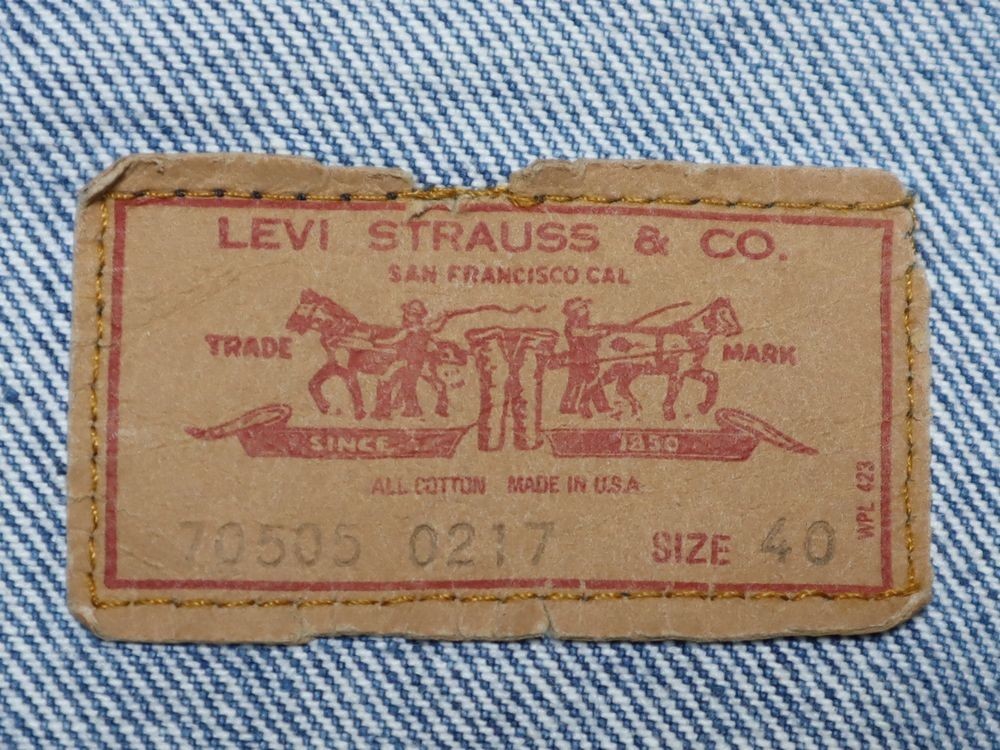 LEVI STRAUSS & CO.
SAN FRANCISCO CAL
TRADE MARK
SINCE 1850
ALL COTTON MADE IN U.S.A
70505 0217 SIZE 40
WPL 423